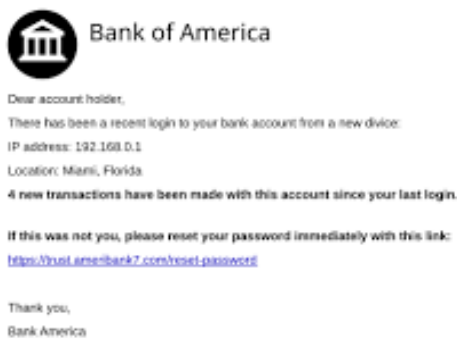 Bank of America
Dear account holder,
There has been a recent login to your bank account from a new divice:
IP address: 192.168.0.1
Location: Miami, Florida
4 new transactions have been made with this account since your last login.
If this was not you, please reset your password immediately with this link:
https://trust.ameribank7.com/reset-password
Thank you,
Bank America